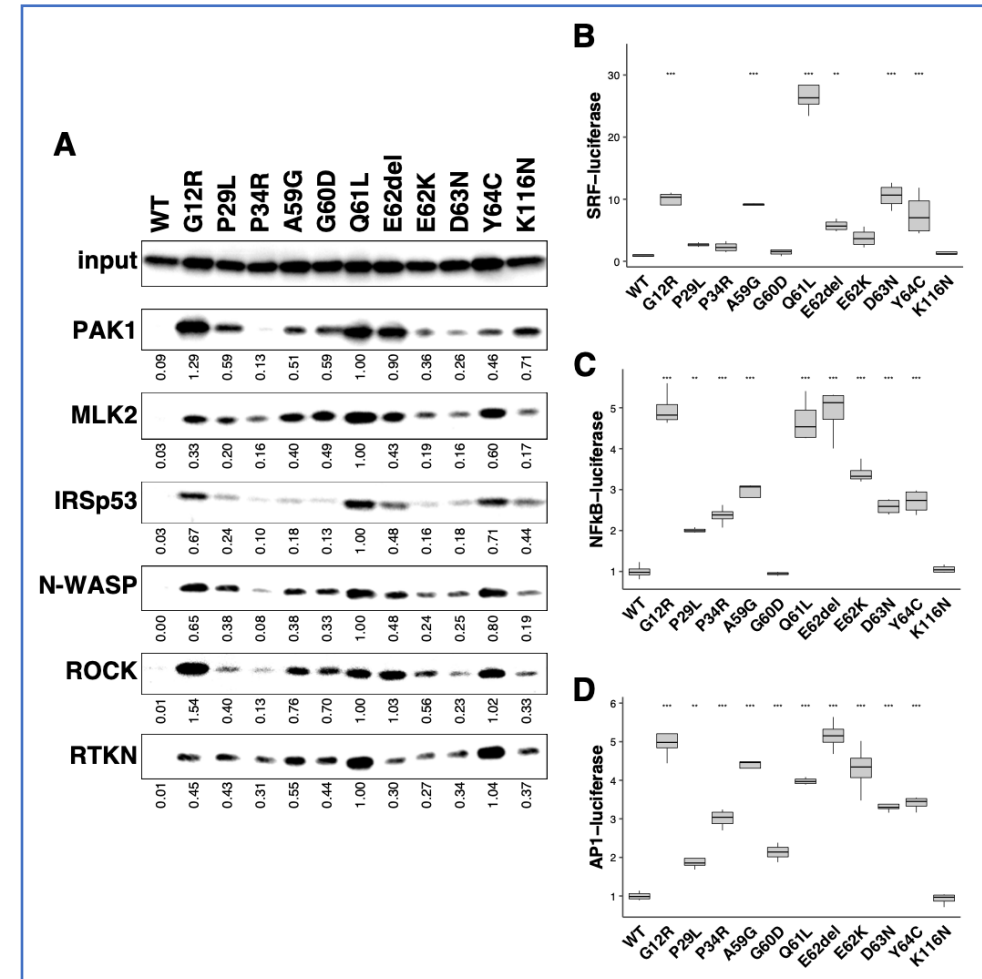 A
WT G12R P29L P34R A59G G60D Q61L E62del E62K D63N Y64C K116N
input
PAK1
0.09 1.29 0.59 0.13 0.51 0.59 1.00 0.90 0.36 0.26 0.46 0.71
MLK2
0.03 0.33 0.20 0.16 0.40 0.49 1.00 0.43 0.19 0.16 0.60 0.17
IRSp53
0.03 0.67 0.24 0.10 0.18 0.13 1.00 0.48 0.16 0.18 0.71 0.44
N-WASP
0.00 0.65 0.38 0.08 0.38 0.33 1.00 0.48 0.24 0.25 0.80 0.19
ROCK
0.01 1.54 0.40 0.13 0.76 0.70 1.00 1.03 0.56 0.23 1.02 0.33
RTKN
0.01 0.45 0.43 0.31 0.55 0.44 1.00 0.30 0.27 0.34 1.04 0.37
B
SRF-luciferase
*** *** *** ** *** ***
30
20
10
0
WT G12R P29L P34R A59G G60D Q61L E62del E62K D63N Y64C K116N
C
NFkB-luciferase
*** ** *** *** *** *** *** *** ***
5
4
3
2
1
WT G12R P29L P34R A59G G60D Q61L E62del E62K D63N Y64C K116N
D
AP1-luciferase
*** ** *** *** *** *** *** *** *** ***
6
5
4
3
2
1
WT G12R P29L P34R A59G G60D Q61L E62del E62K D63N Y64C K116N